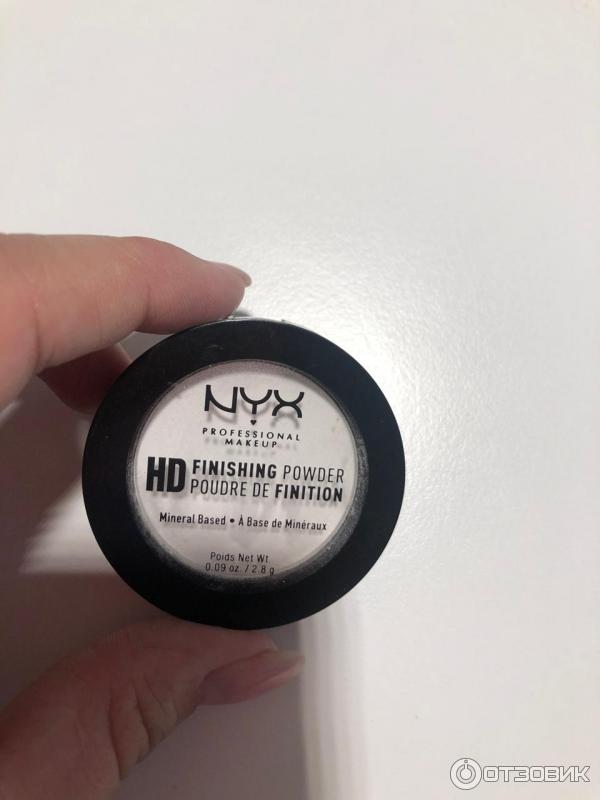 NYX
PROFESSIONAL
MAKEUP
HD FINISHING POWDER
POUDRE DE FINITION
Mineral Based • À Base de Minéraux
Poids Net Wt.
0.09 oz. / 2.8 g
ОТЗОВИК